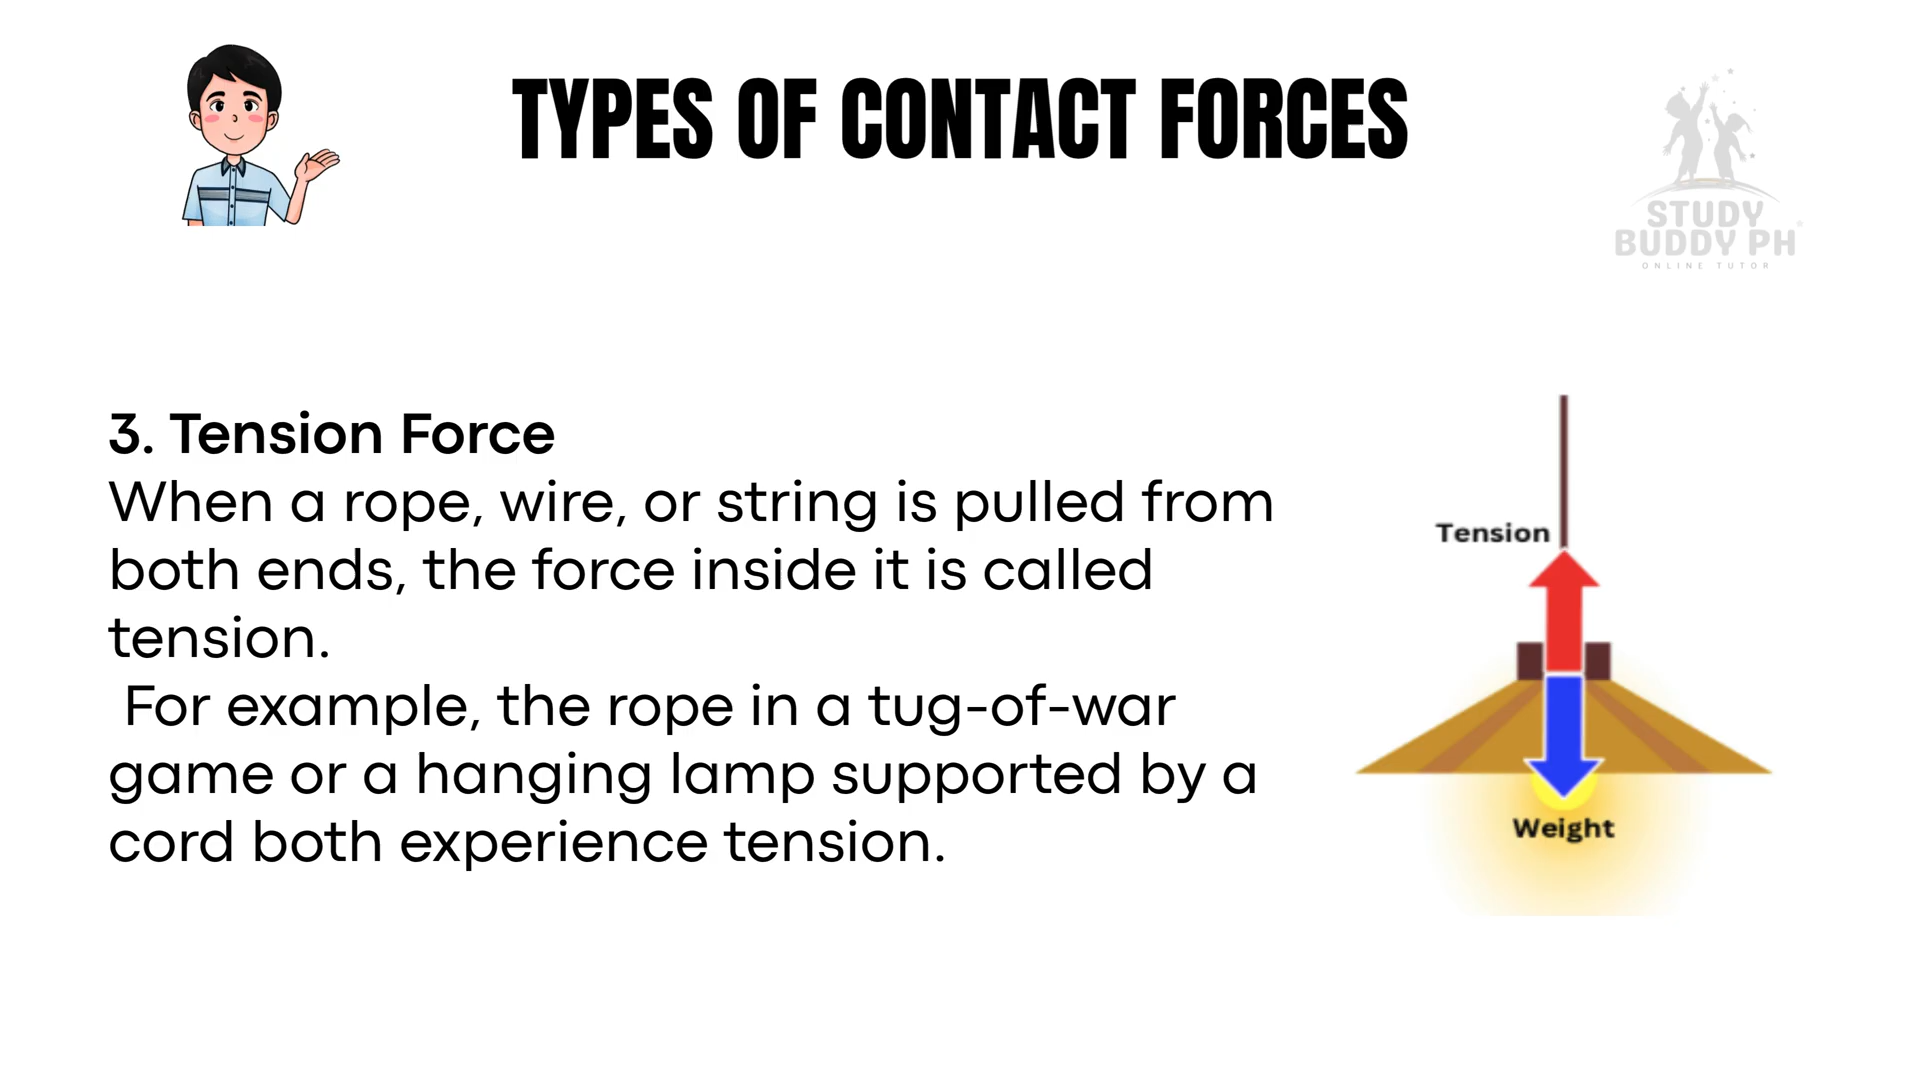 TYPES OF CONTACT FORCES
STUDY
BUDDY PH
ONLINE TUTOR
3. Tension Force
When a rope, wire, or string is pulled from
both ends, the force inside it is called
tension.
For example, the rope in a tug-of-war
game or a hanging lamp supported by a
cord both experience tension.
Tension
Weight